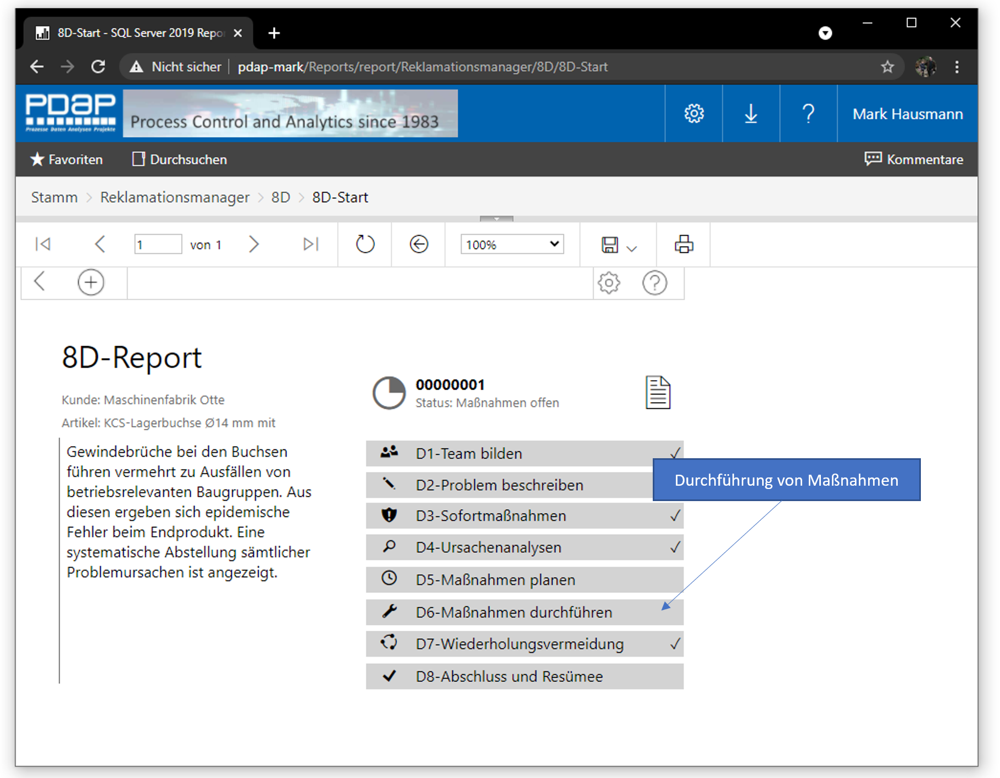 8D-Start - SQL Server 2019 Repo
Nicht sicher
pdap-mark/Reports/report/Reklamationsmanager/8D/8D-Start
PDAP
Prozesse Daten Analysen Projekte
Process Control and Analytics since 1983
?
Mark Hausmann
Favoriten
Durchsuchen
Kommentare
Stamm > Reklamationsmanager > 8D > 8D-Start
1
von 1
100%
?
8D-Report
Kunde: Maschinenfabrik Otte
Artikel: KCS-Lagerbuchse Ø14 mm mit
Gewindebrüche bei den Buchsen
führen vermehrt zu Ausfällen von
betriebsrelevanten Baugruppen. Aus
diesen ergeben sich epidemische
Fehler beim Endprodukt. Eine
systematische Abstellung sämtlicher
Problemursachen ist angezeigt.
00000001
Status: Maßnahmen offen
D1-Team bilden
D2-Problem beschreiben
D3-Sofortmaßnahmen
D4-Ursachenanalysen
D5-Maßnahmen planen
D6-Maßnahmen durchführen
D7-Wiederholungsvermeidung
D8-Abschluss und Resümee
Durchführung von Maßnahmen